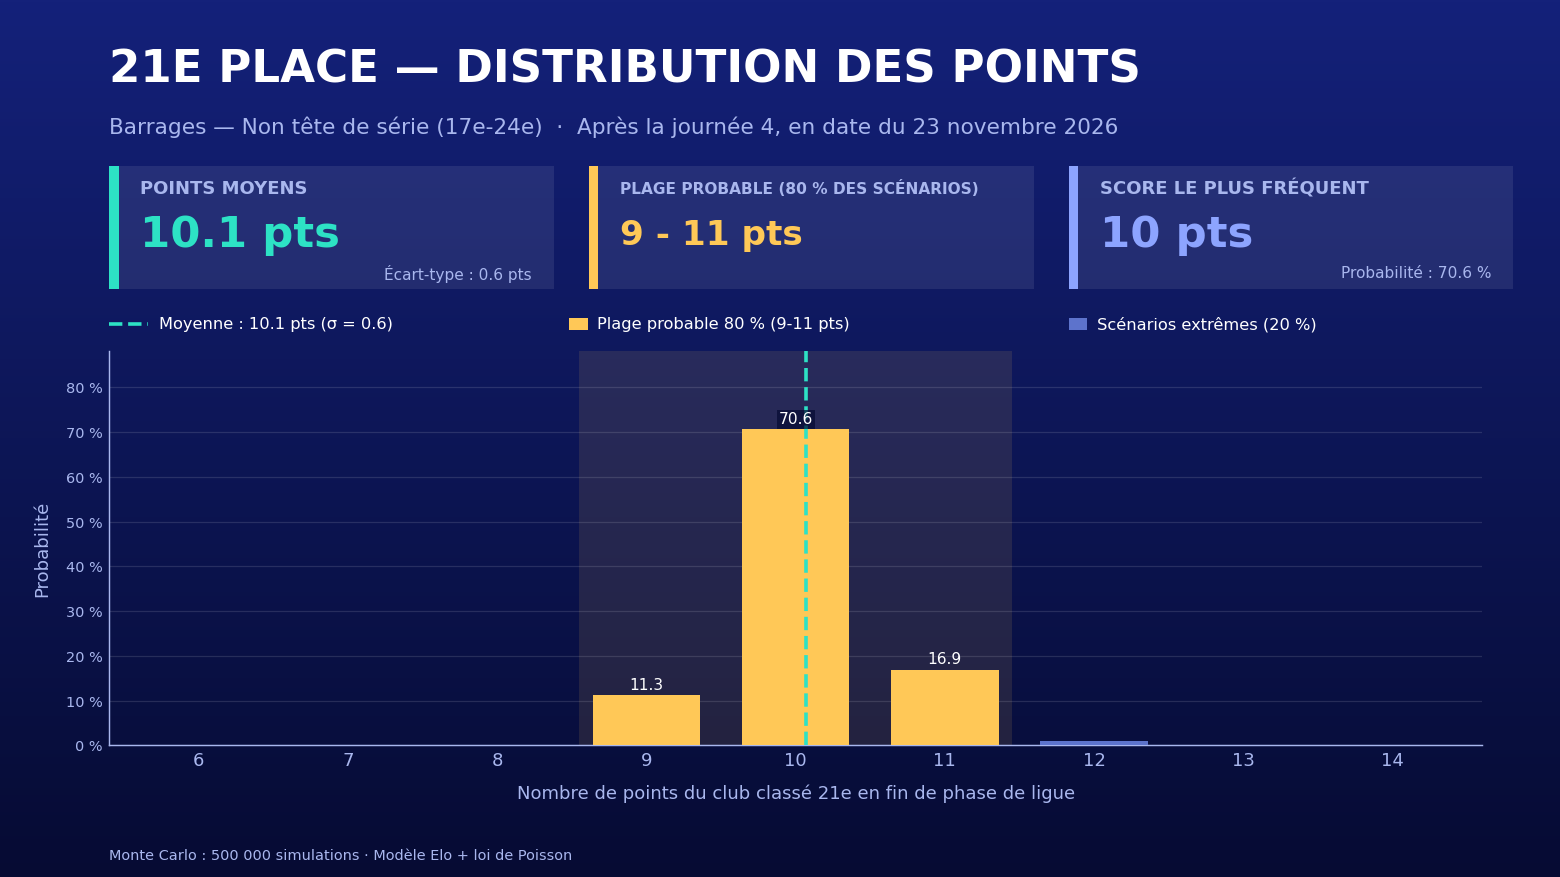 21E PLACE — DISTRIBUTION DES POINTS
Barrages — Non tête de série (17e-24e) · Après la journée 4, en date du 23 novembre 2026
POINTS MOYENS
10.1 pts
Écart-type : 0.6 pts
PLAGE PROBABLE (80 % DES SCÉNARIOS)
9 - 11 pts
SCORE LE PLUS FRÉQUENT
10 pts
Probabilité : 70.6 %
Moyenne : 10.1 pts (σ = 0.6)
Plage probable 80 % (9-11 pts)
Scénarios extrêmes (20 %)
Probabilité
80 %
70 %
60 %
50 %
40 %
30 %
20 %
10 %
0 %
11.3
70.6
16.9
6 7 8 9 10 11 12 13 14
Nombre de points du club classé 21e en fin de phase de ligue
Monte Carlo : 500 000 simulations · Modèle Elo + loi de Poisson